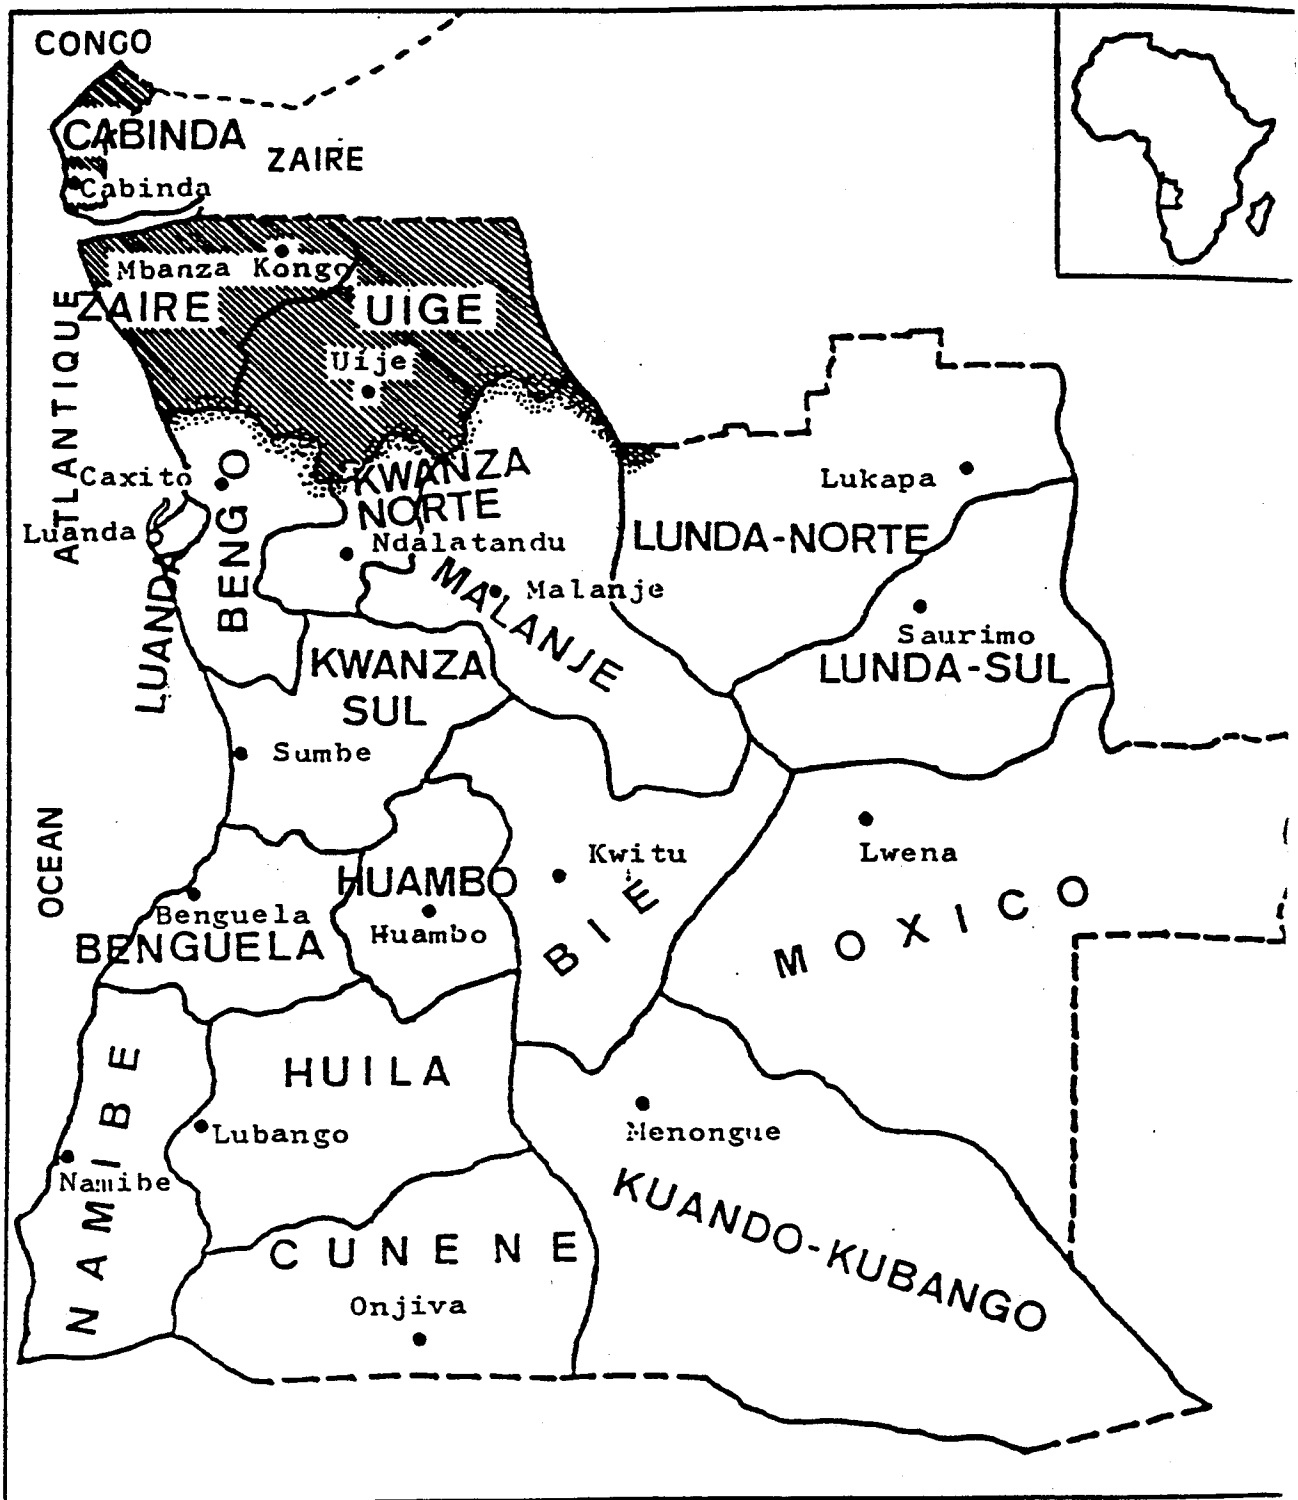 CONGO
CABINDA
ZAIRE
Cabinda
Mbanza Kongo
ZAIRE
UIGE
Uije
ATLANTIQUE
Caxito
BENGO
KWANZA
NORTE
Lukapa
Luanda
LUANDA
Ndalatandu
LUNDA-NORTE
MALANJE
Malanje
Saurimo
LUNDA-SUL
KWANZA
SUL
Sumbe
OCEAN
Kwitu
Lwena
HUAMBO
Huambo
Benguela
BENGUELA
BIE
MOXICO
NAMIBE
HUILA
Lubango
Menongue
Namibe
KUANDO-KUBANGO
CUNENE
Onjiva